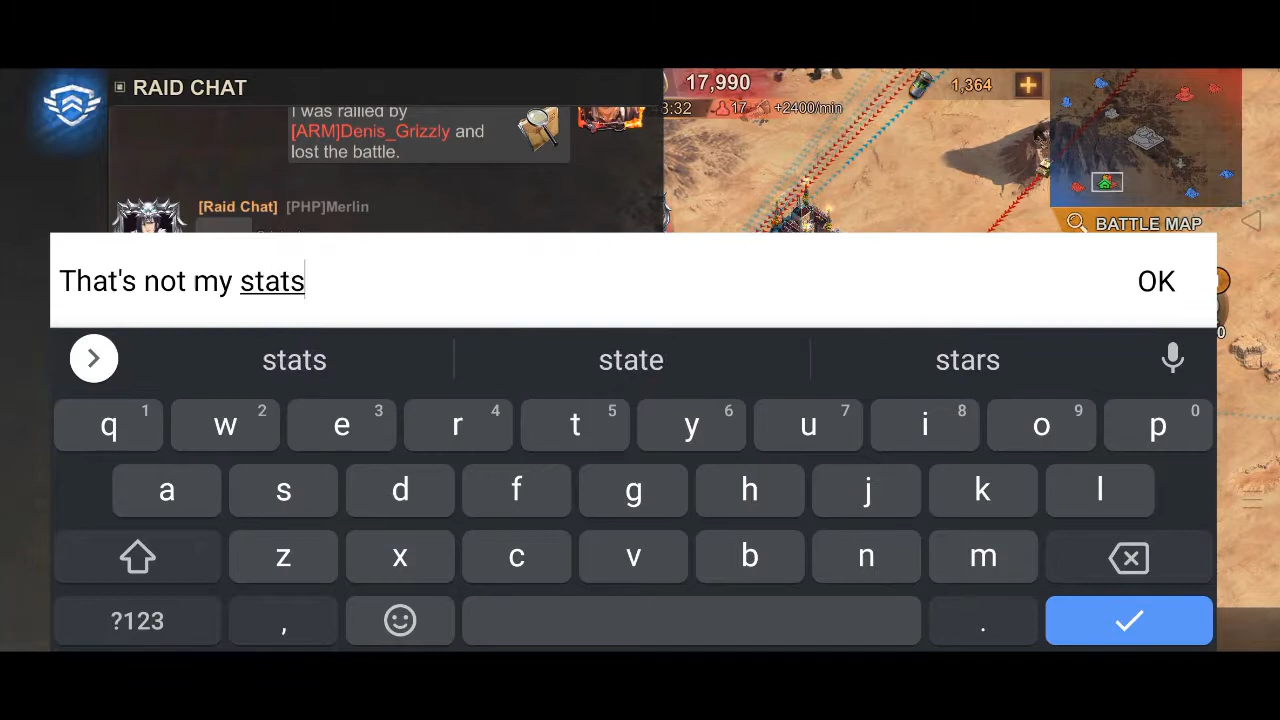 RAID CHAT
I was rallied by
[ARM]Denis_Grizzly and
lost the battle.
[Raid Chat] [PHP]Merlin
17,990
3:32
17
+2400/min
1,364
BATTLE MAP
That's not my stats
OK
stats state stars
q 1 w 2 e 3 r 4 t 5 y 6 u 7 i 8 o 9 p 0
a s d f g h j k l
z x c v b n m
?123 , .
0